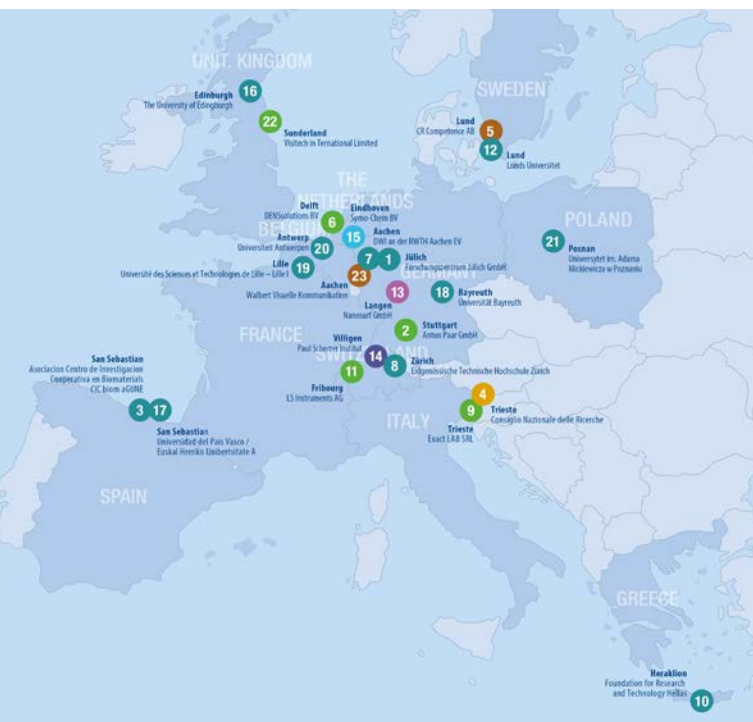 UNIT. KINGDOM
16
Edinburgh
The University of Edingburgh
22
Sunderland
Visitech in Ternational Limited
SWEDEN
5
Lund
CR Competence AB
12
Lund
Lunds Universitet
THE
NETHERLANDS
Delft
DENSsolutions BV
6
Eindhoven
Symo-Chem BV
BELGIUM
15
Aachen
DWI an der RWTH Aachen EV
Antwerp
Universiteit Antwerpen
20
7
1
Jülich
Forschungszentrum Jülich GmbH
Lille
Université des Sciences et Technologies de Lille – Lille I
19
GERMANY
Aachen
Walbert Visuelle Kommunikation
23
13
Langen
Nanosurf GmbH
18
Bayreuth
Universität Bayreuth
POLAND
21
Posnan
Uniwersytet im. Adama
Mickiewicza w Poznaniu
FRANCE
2
Stuttgart
Anton Paar GmbH
Villigen
Paul Scherrer Institut
SWITZERLAND
14
8
Zürich
Eidgenössische Technische Hochschule Zürich
11
Fribourg
LS Instruments AG
San Sebastian
Asociacion Centro de Investigacion
Cooperativa en Biomaterials
CIC biom aGUNE
3
17
San Sebastian
Universidad del Pais Vasco /
Euskal Herriko Unibertsitate A
ITALY
4
Trieste
Consiglio Nazionale delle Ricerche
9
Trieste
Exact LAB SRL
SPAIN
GREECE
Heraklion
Foundation for Research
and Technology Hellas
10